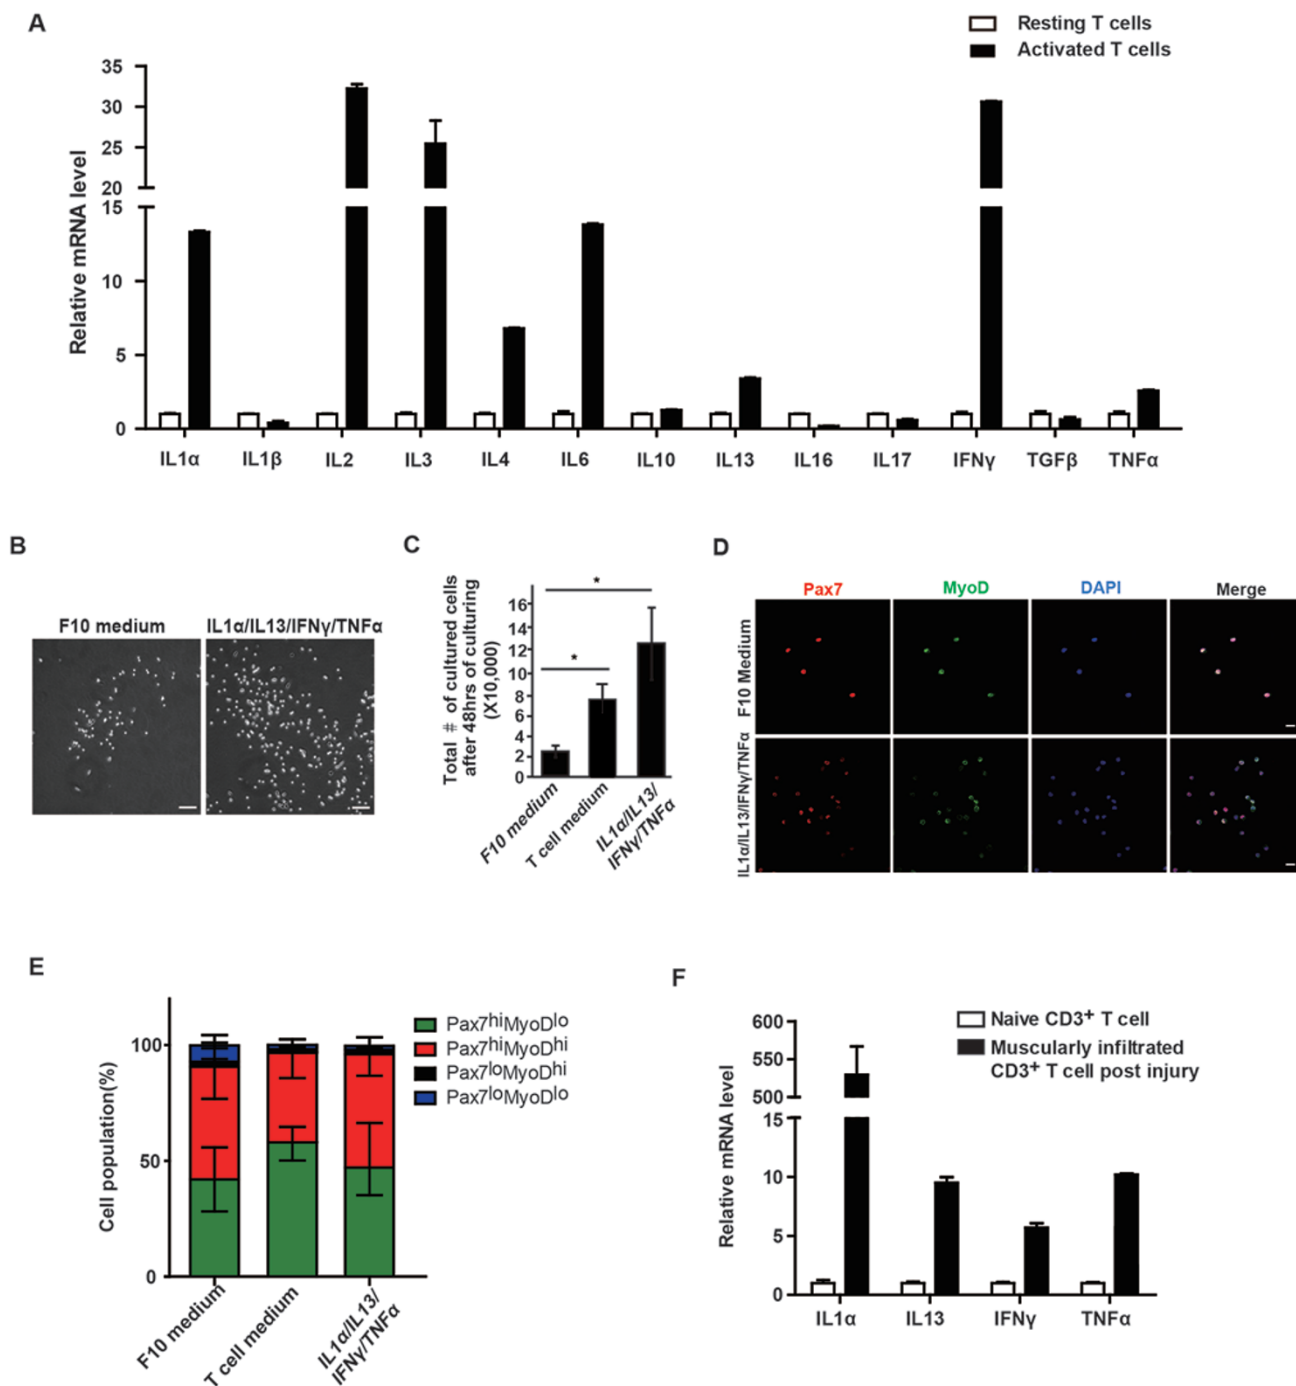 A
Resting T cells
Activated T cells
Relative mRNA level
35
30
25
20
15
10
5
0
IL1α IL1β IL2 IL3 IL4 IL6 IL10 IL13 IL16 IL17 IFNγ TGFβ TNFα
B
F10 medium IL1α/IL13/IFNγ/TNFα
C
Total # of cultured cells
after 48hrs of culturing
(X10,000)
16
14
12
10
8
6
4
2
0
*
*
F10 medium
T cell medium
IL1α/IL13/
IFNγ/TNFα
D
Pax7 MyoD DAPI Merge
F10 Medium
IL1α/IL13/IFNγ/TNFα
E
Cell population(%)
100
50
0
Pax7hiMyoDlo
Pax7hiMyoDhi
Pax7loMyoDhi
Pax7loMyoDlo
F10 medium
T cell medium
IL1α/IL13/
IFNγ/TNFα
F
Naive CD3+ T cell
Muscularly infiltrated
CD3+ T cell post injury
Relative mRNA level
600
550
500
15
10
5
0
IL1α IL13 IFNγ TNFα